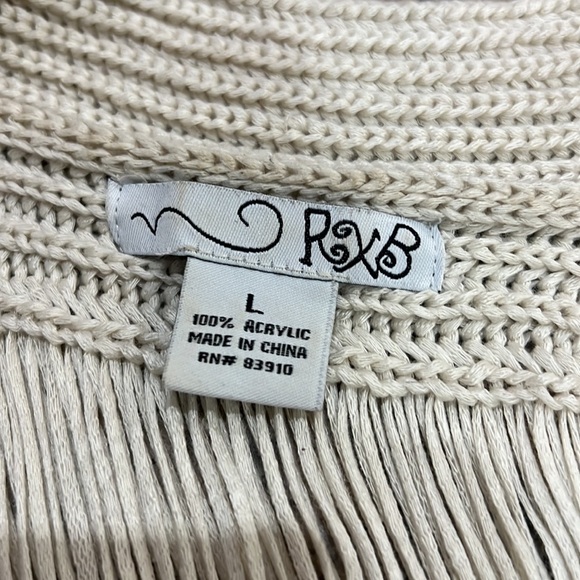 RXB
L
100% ACRYLIC
MADE IN CHINA
RN# 83910